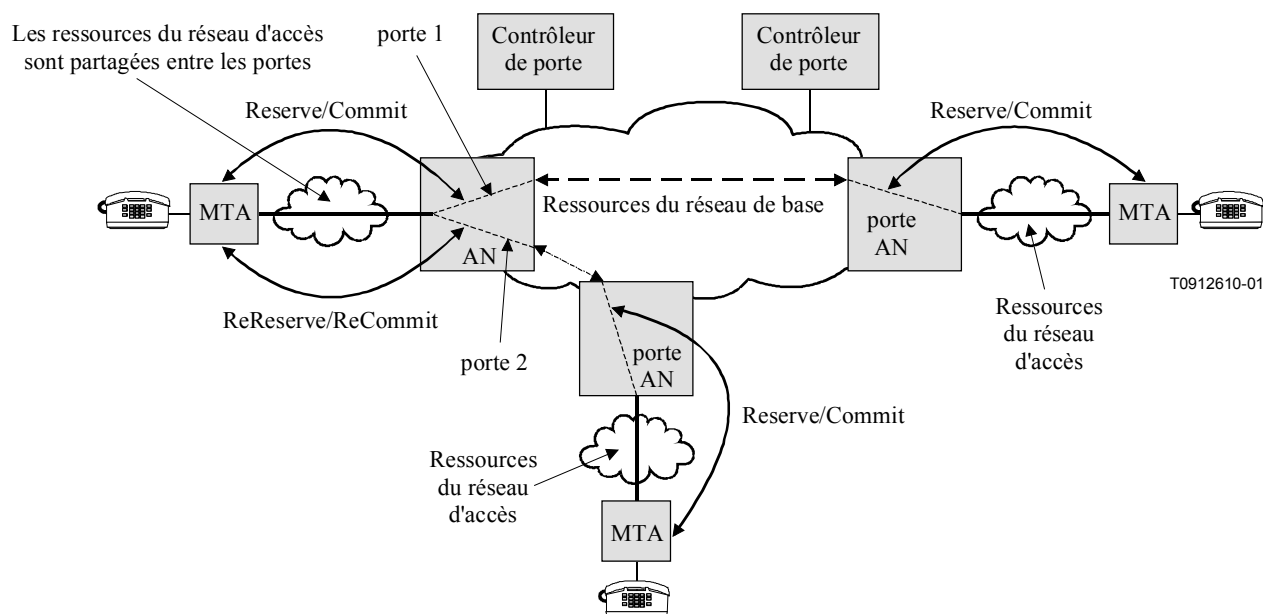 Les ressources du réseau d'accès
sont partagées entre les portes
porte 1
Contrôleur
de porte
Contrôleur
de porte
Reserve/Commit
Reserve/Commit
MTA
AN
Ressources du réseau de base
porte
AN
MTA
T0912610-01
ReReserve/ReCommit
porte 2
porte
AN
Ressources
du réseau
d'accès
Reserve/Commit
Ressources
du réseau
d'accès
MTA